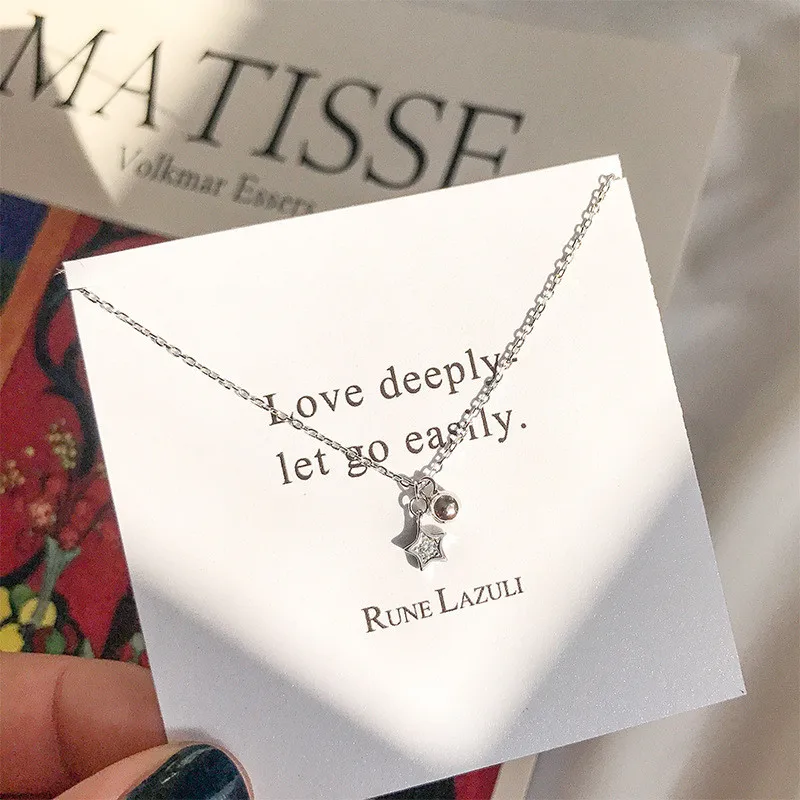 MATISSE
Volkmar Essers
Love deeply,
let go easily.
RUNE LAZULI